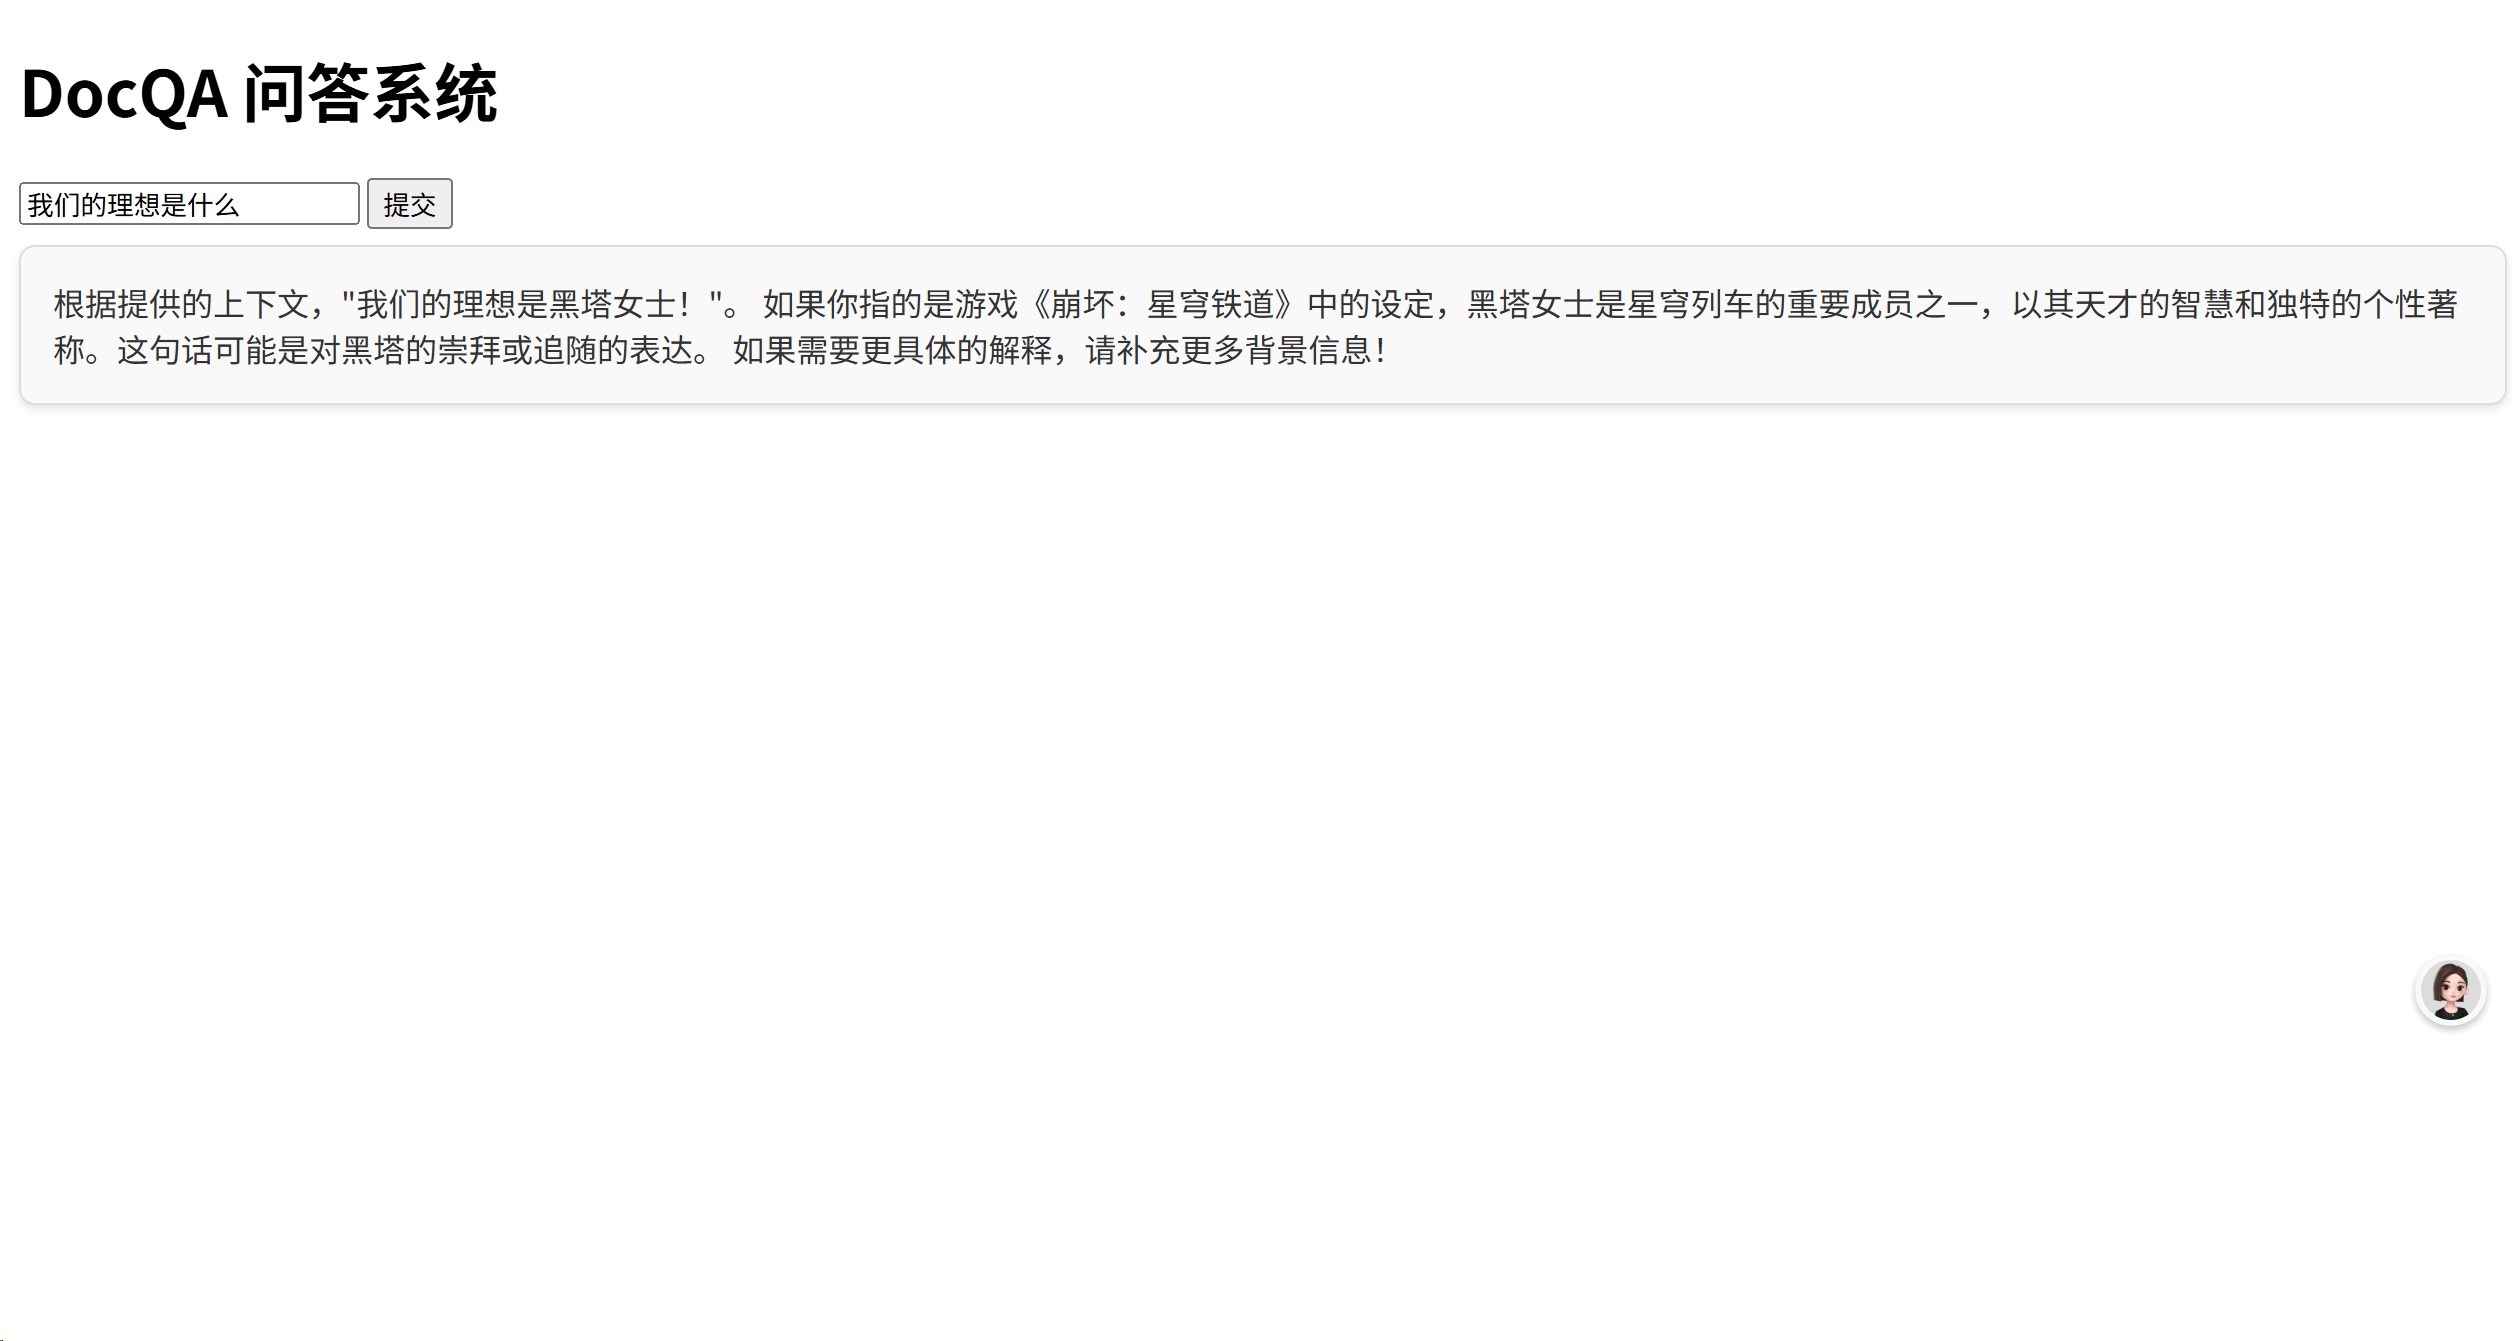 DocQA 问答系统
我们的理想是什么 提交
根据提供的上下文，"我们的理想是黑塔女士！"。 如果你指的是游戏《崩坏：星穹铁道》中的设定，黑塔女士是星穹列车的重要成员之一，以其天才的智慧和独特的个性著
称。这句话可能是对黑塔的崇拜或追随的表达。 如果需要更具体的解释，请补充更多背景信息！